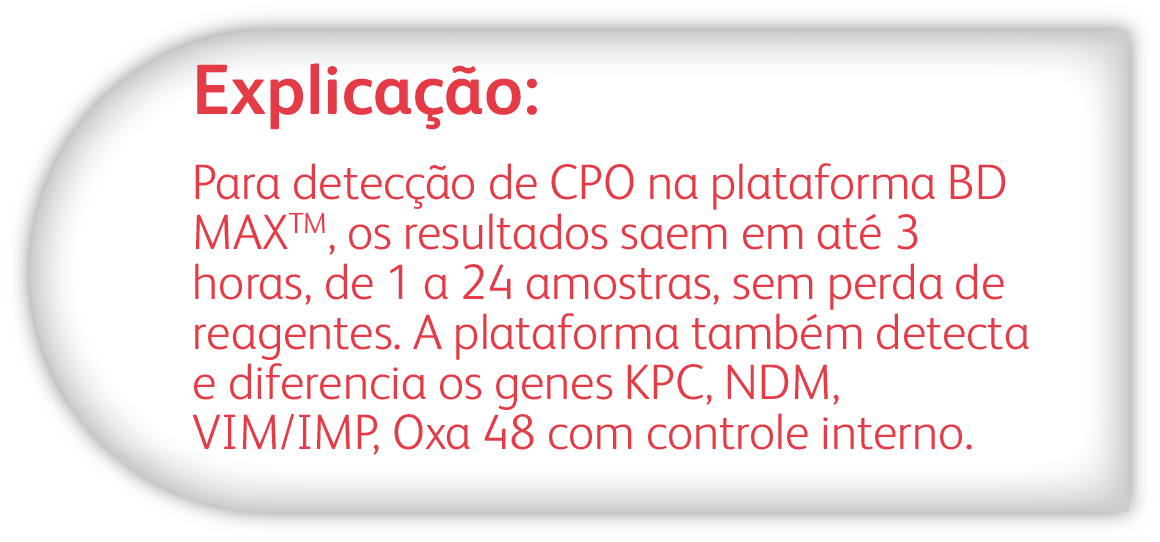 Explicação:
Para detecção de CPO na plataforma BD
MAX™, os resultados saem em até 3
horas, de 1 a 24 amostras, sem perda de
reagentes. A plataforma também detecta
e diferencia os genes KPC, NDM,
VIM/IMP, Oxa 48 com controle interno.